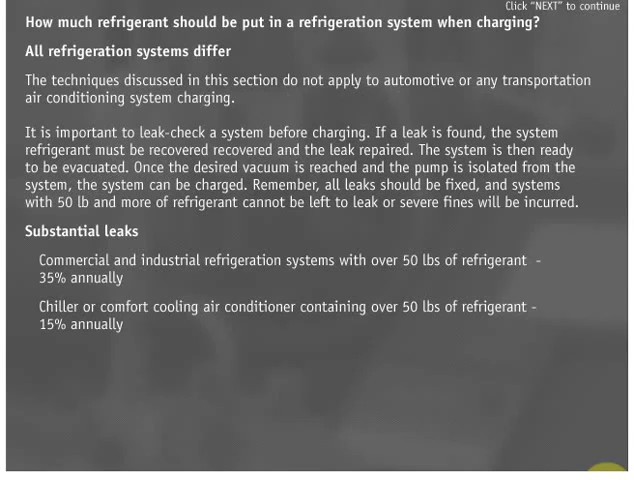 Click "NEXT" to continue
How much refrigerant should be put in a refrigeration system when charging?
All refrigeration systems differ
The techniques discussed in this section do not apply to automotive or any transportation
air conditioning system charging.
It is important to leak-check a system before charging. If a leak is found, the system
refrigerant must be recovered recovered and the leak repaired. The system is then ready
to be evacuated. Once the desired vacuum is reached and the pump is isolated from the
system, the system can be charged. Remember, all leaks should be fixed, and systems
with 50 lb and more of refrigerant cannot be left to leak or severe fines will be incurred.
Substantial leaks
Commercial and industrial refrigeration systems with over 50 lbs of refrigerant -
35% annually
Chiller or comfort cooling air conditioner containing over 50 lbs of refrigerant -
15% annually